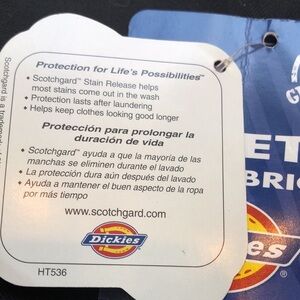 Protection for Life's Possibilities™
• Scotchgard™ Stain Release helps
most stains come out in the wash
• Protection lasts after laundering
• Helps keep clothes looking good longer
Protección para prolongar la
duración de vida
• Scotchgard™ ayuda a que la mayoría de las
manchas se eliminen durante el lavado
• La protección dura aún después del lavado
• Ayuda a mantener el buen aspecto de la ropa
por más tiempo
www.scotchgard.com
Dickies
HT536
Scotchgard is a trademark